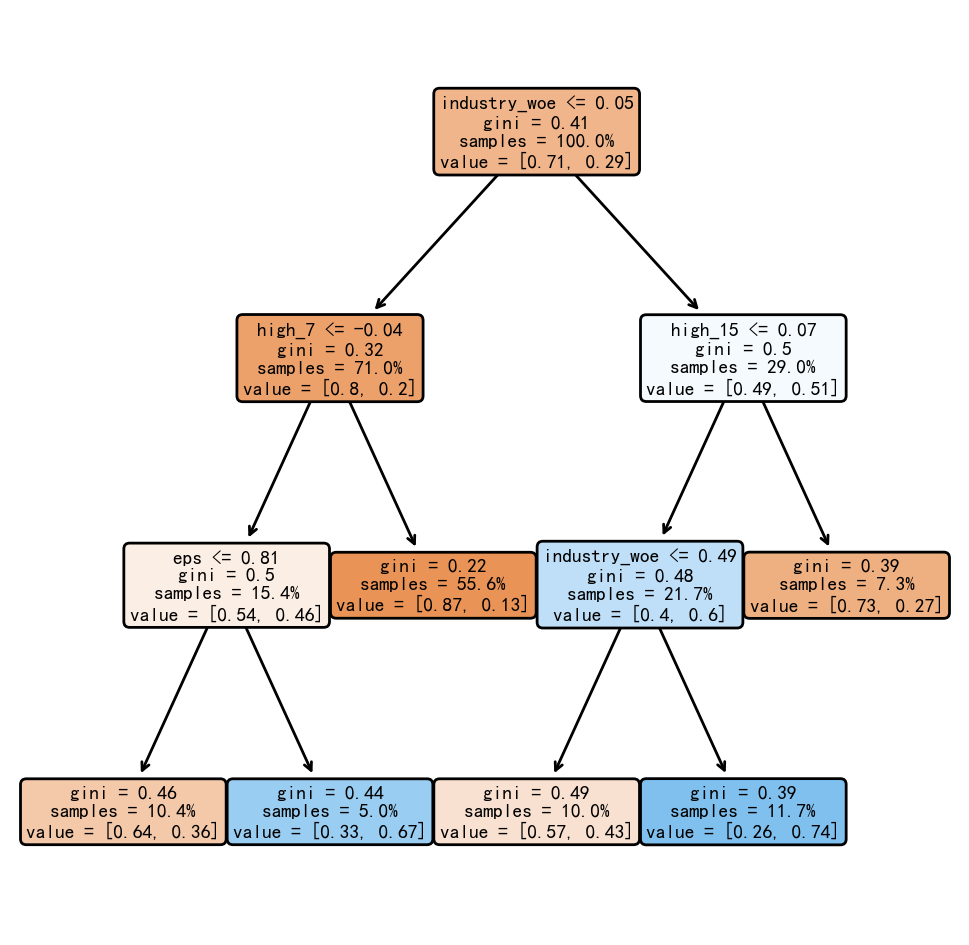 industry_woe <= 0.05
gini = 0.41
samples = 100.0%
value = [0.71, 0.29]
high_7 <= -0.04
gini = 0.32
samples = 71.0%
value = [0.8, 0.2]
high_15 <= 0.07
gini = 0.5
samples = 29.0%
value = [0.49, 0.51]
eps <= 0.81
gini = 0.5
samples = 15.4%
value = [0.54, 0.46]
gini = 0.22
samples = 55.6%
value = [0.87, 0.13]
industry_woe <= 0.49
gini = 0.48
samples = 21.7%
value = [0.4, 0.6]
gini = 0.39
samples = 7.3%
value = [0.73, 0.27]
gini = 0.46
samples = 10.4%
value = [0.64, 0.36]
gini = 0.44
samples = 5.0%
value = [0.33, 0.67]
gini = 0.49
samples = 10.0%
value = [0.57, 0.43]
gini = 0.39
samples = 11.7%
value = [0.26, 0.74]